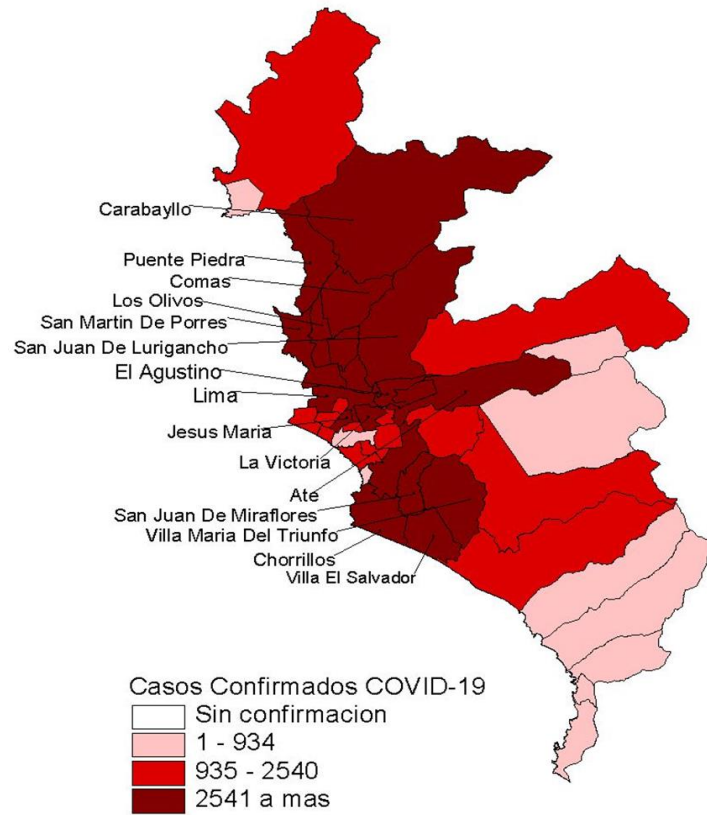 Carabayllo
Puente Piedra
Comas
Los Olivos
San Martin De Porres
San Juan De Lurigancho
El Agustino
Lima
Jesus Maria
La Victoria
Ate
San Juan De Miraflores
Villa Maria Del Triunfo
Chorrillos
Villa El Salvador
Casos Confirmados COVID-19
Sin confirmacion
1 - 934
935 - 2540
2541 a mas